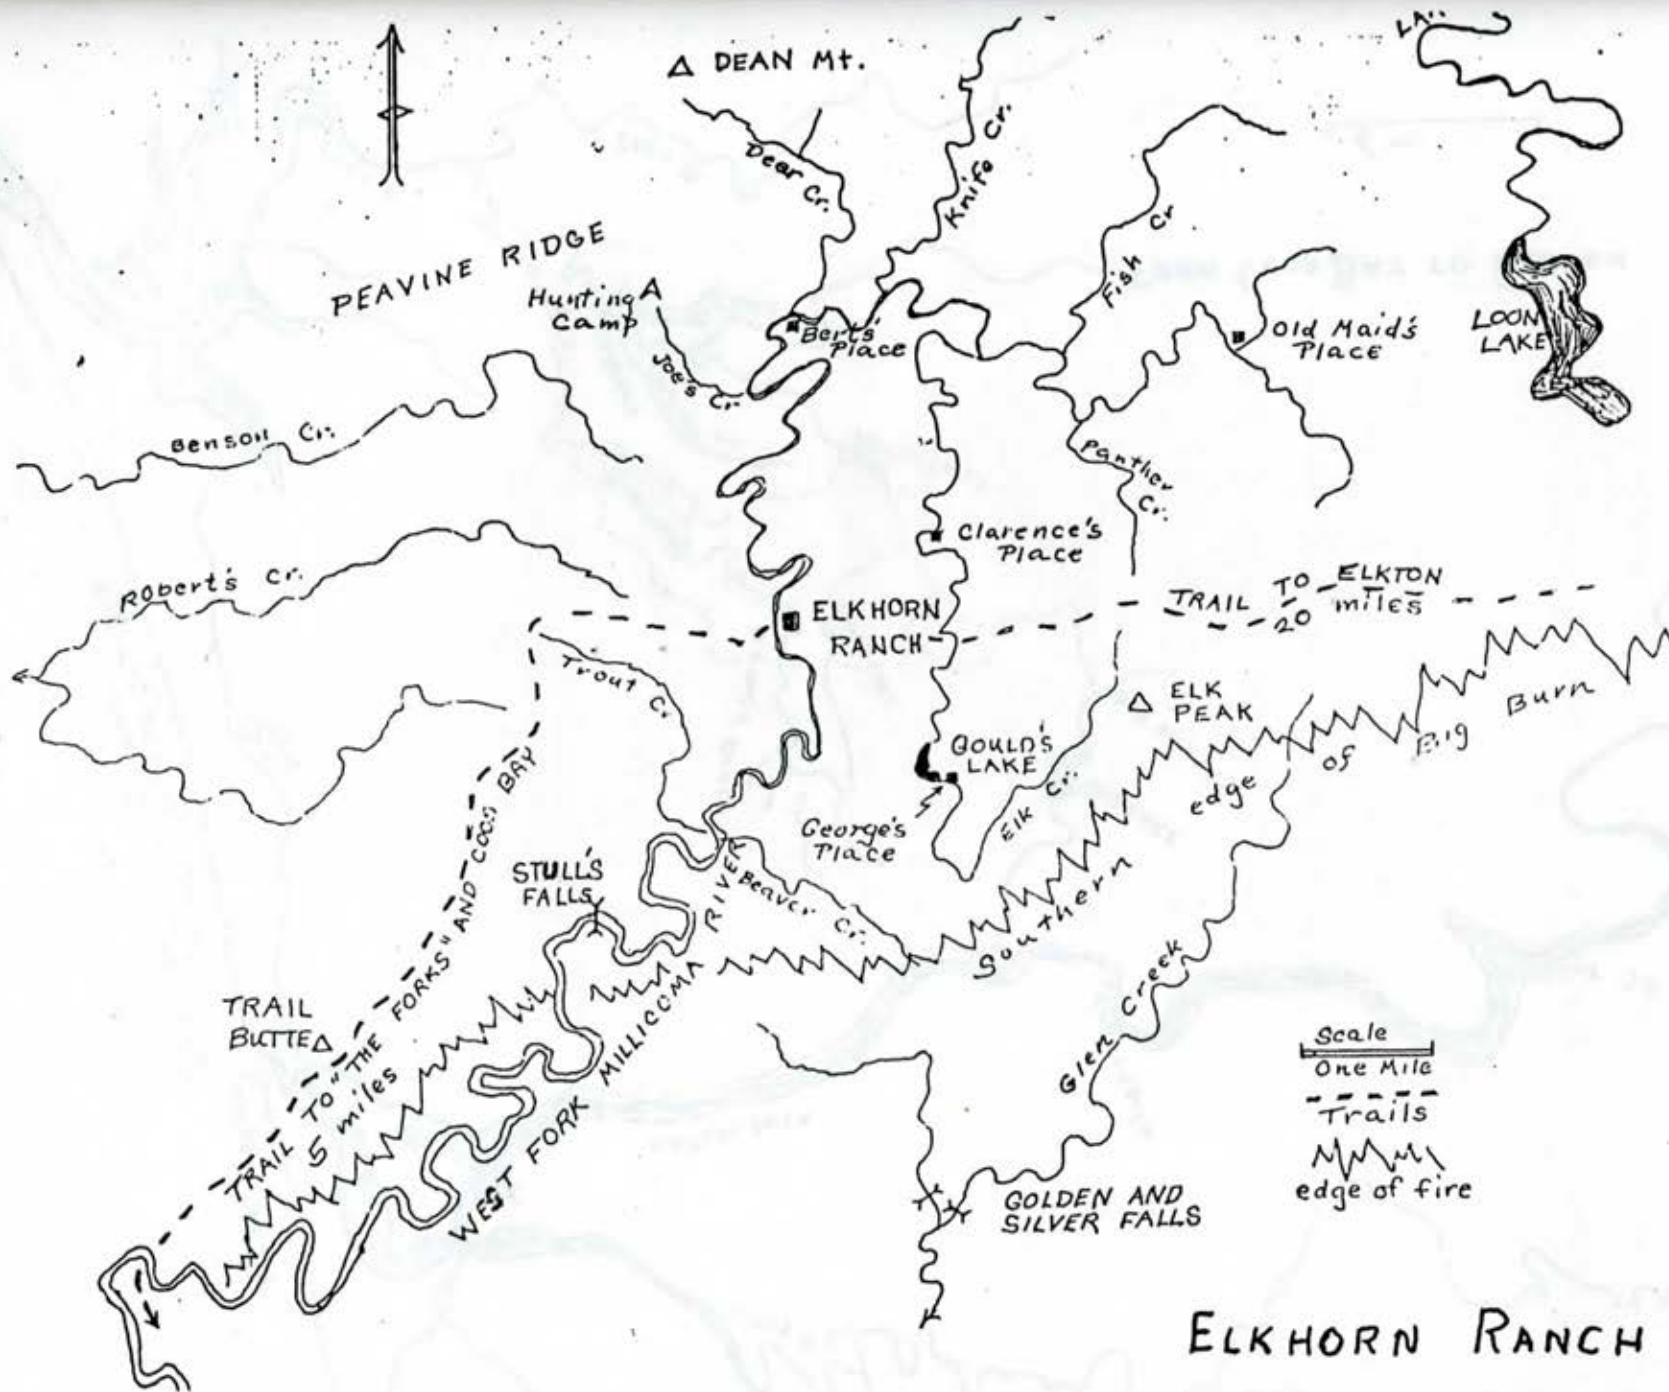 DEAN Mt.
Dear Cr.
Knife Cr.
Fish Cr
PEAVINE RIDGE
Hunting
Camp
Joe's Cr.
Berts'
Place
Old Maid's
Place
LOON
LAKE
Benson Cr.
Panther
Cr.
Clarence's
Place
Robert's Cr.
ELKHORN
RANCH
TRAIL TO ELKTON
20 miles
Trout Cr.
ELK
PEAK
GOULD'S
LAKE
George's
Place
Elk Cr.
Southern edge of Big Burn
STULL'S
FALLS
Beaver Cr.
WEST FORK MILLICOMA RIVER
TRAIL
BUTTE
TRAIL TO "THE FORKS" AND COOS BAY
5 miles
Glen Creek
GOLDEN AND
SILVER FALLS
Scale
One Mile
Trails
edge of fire
ELKHORN RANCH